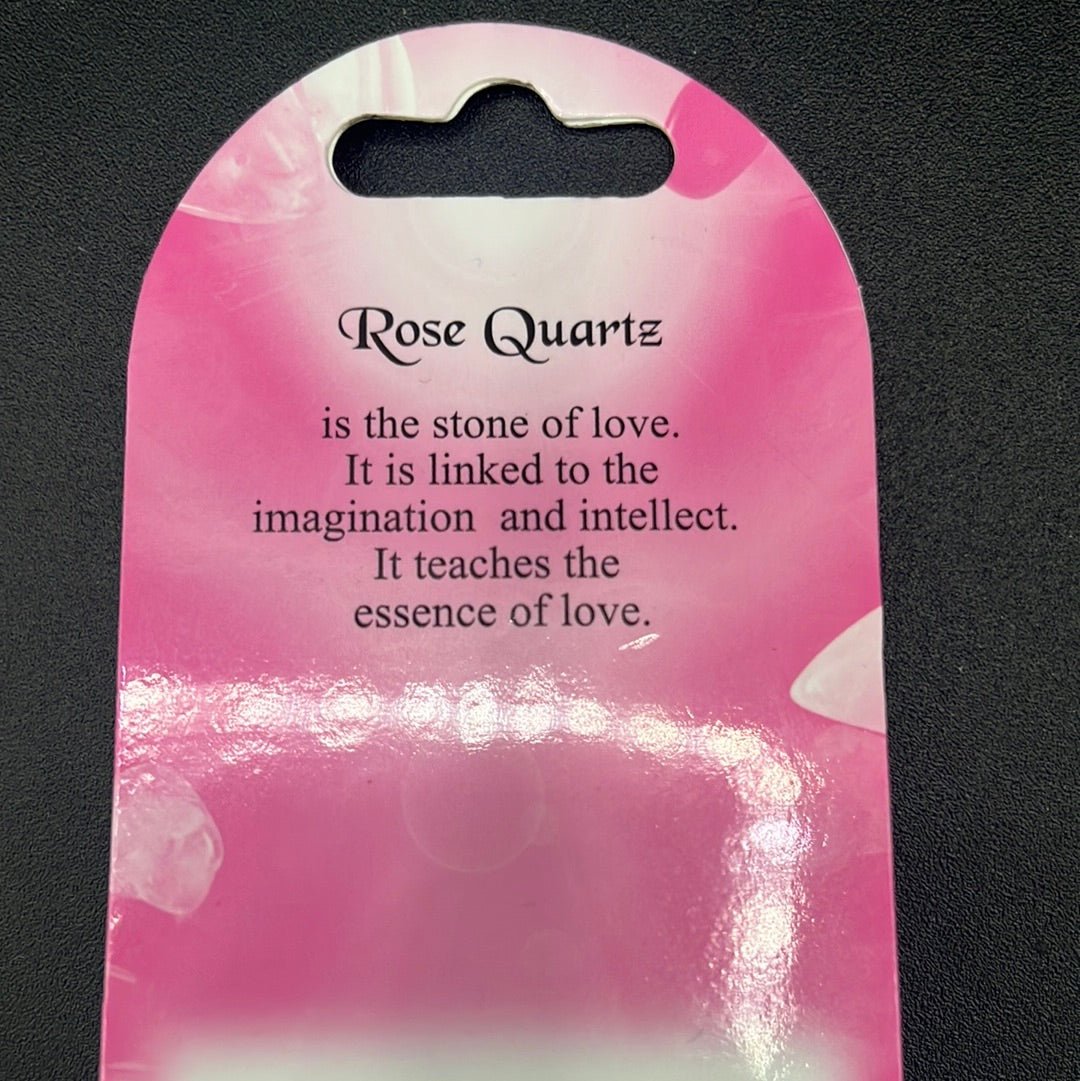 Rose Quartz
is the stone of love.
It is linked to the
imagination  and intellect.
It teaches the
essence of love.